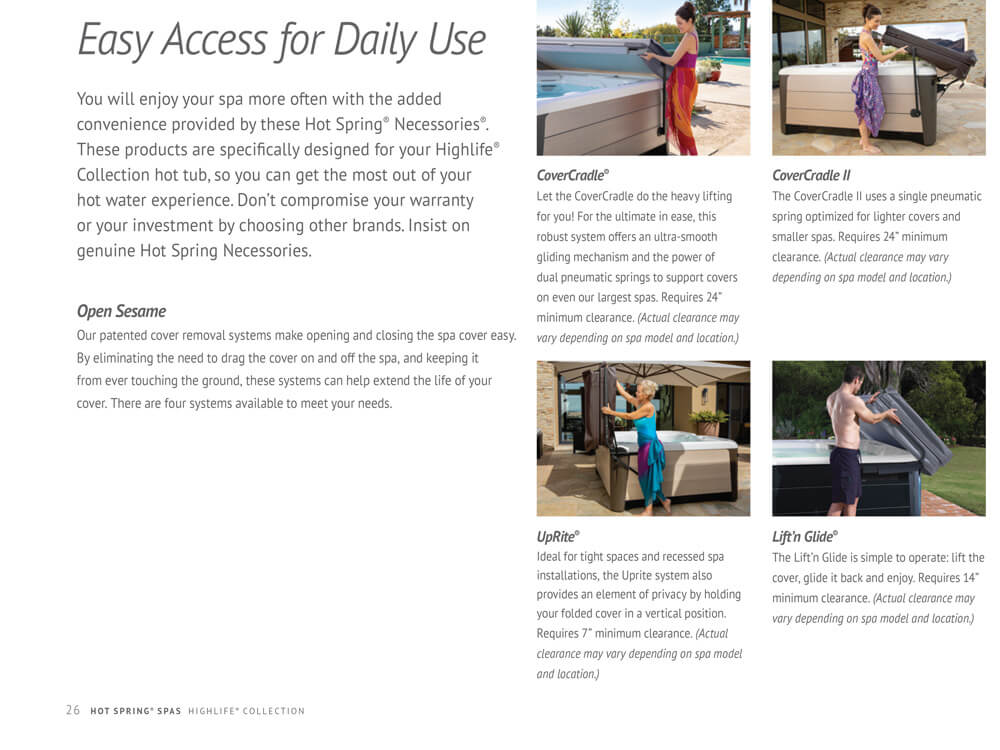 Easy Access for Daily Use
You will enjoy your spa more often with the added
convenience provided by these Hot Spring® Necessories®.
These products are specifically designed for your Highlife®
Collection hot tub, so you can get the most out of your
hot water experience. Don't compromise your warranty
or your investment by choosing other brands. Insist on
genuine Hot Spring Necessories.
Open Sesame
Our patented cover removal systems make opening and closing the spa cover easy.
By eliminating the need to drag the cover on and off the spa, and keeping it
from ever touching the ground, these systems can help extend the life of your
cover. There are four systems available to meet your needs.
CoverCradle®
Let the CoverCradle do the heavy lifting
for you! For the ultimate in ease, this
robust system offers an ultra-smooth
gliding mechanism and the power of
dual pneumatic springs to support covers
on even our largest spas. Requires 24"
minimum clearance. (Actual clearance may
vary depending on spa model and location.)
CoverCradle II
The CoverCradle II uses a single pneumatic
spring optimized for lighter covers and
smaller spas. Requires 24" minimum
clearance. (Actual clearance may vary
depending on spa model and location.)
UpRite®
Ideal for tight spaces and recessed spa
installations, the Uprite system also
provides an element of privacy by holding
your folded cover in a vertical position.
Requires 7" minimum clearance. (Actual
clearance may vary depending on spa model
and location.)
Lift'n Glide®
The Lift'n Glide is simple to operate: lift the
cover, glide it back and enjoy. Requires 14"
minimum clearance. (Actual clearance may
vary depending on spa model and location.)
26 HOT SPRING® SPAS HIGHLIFE® COLLECTION